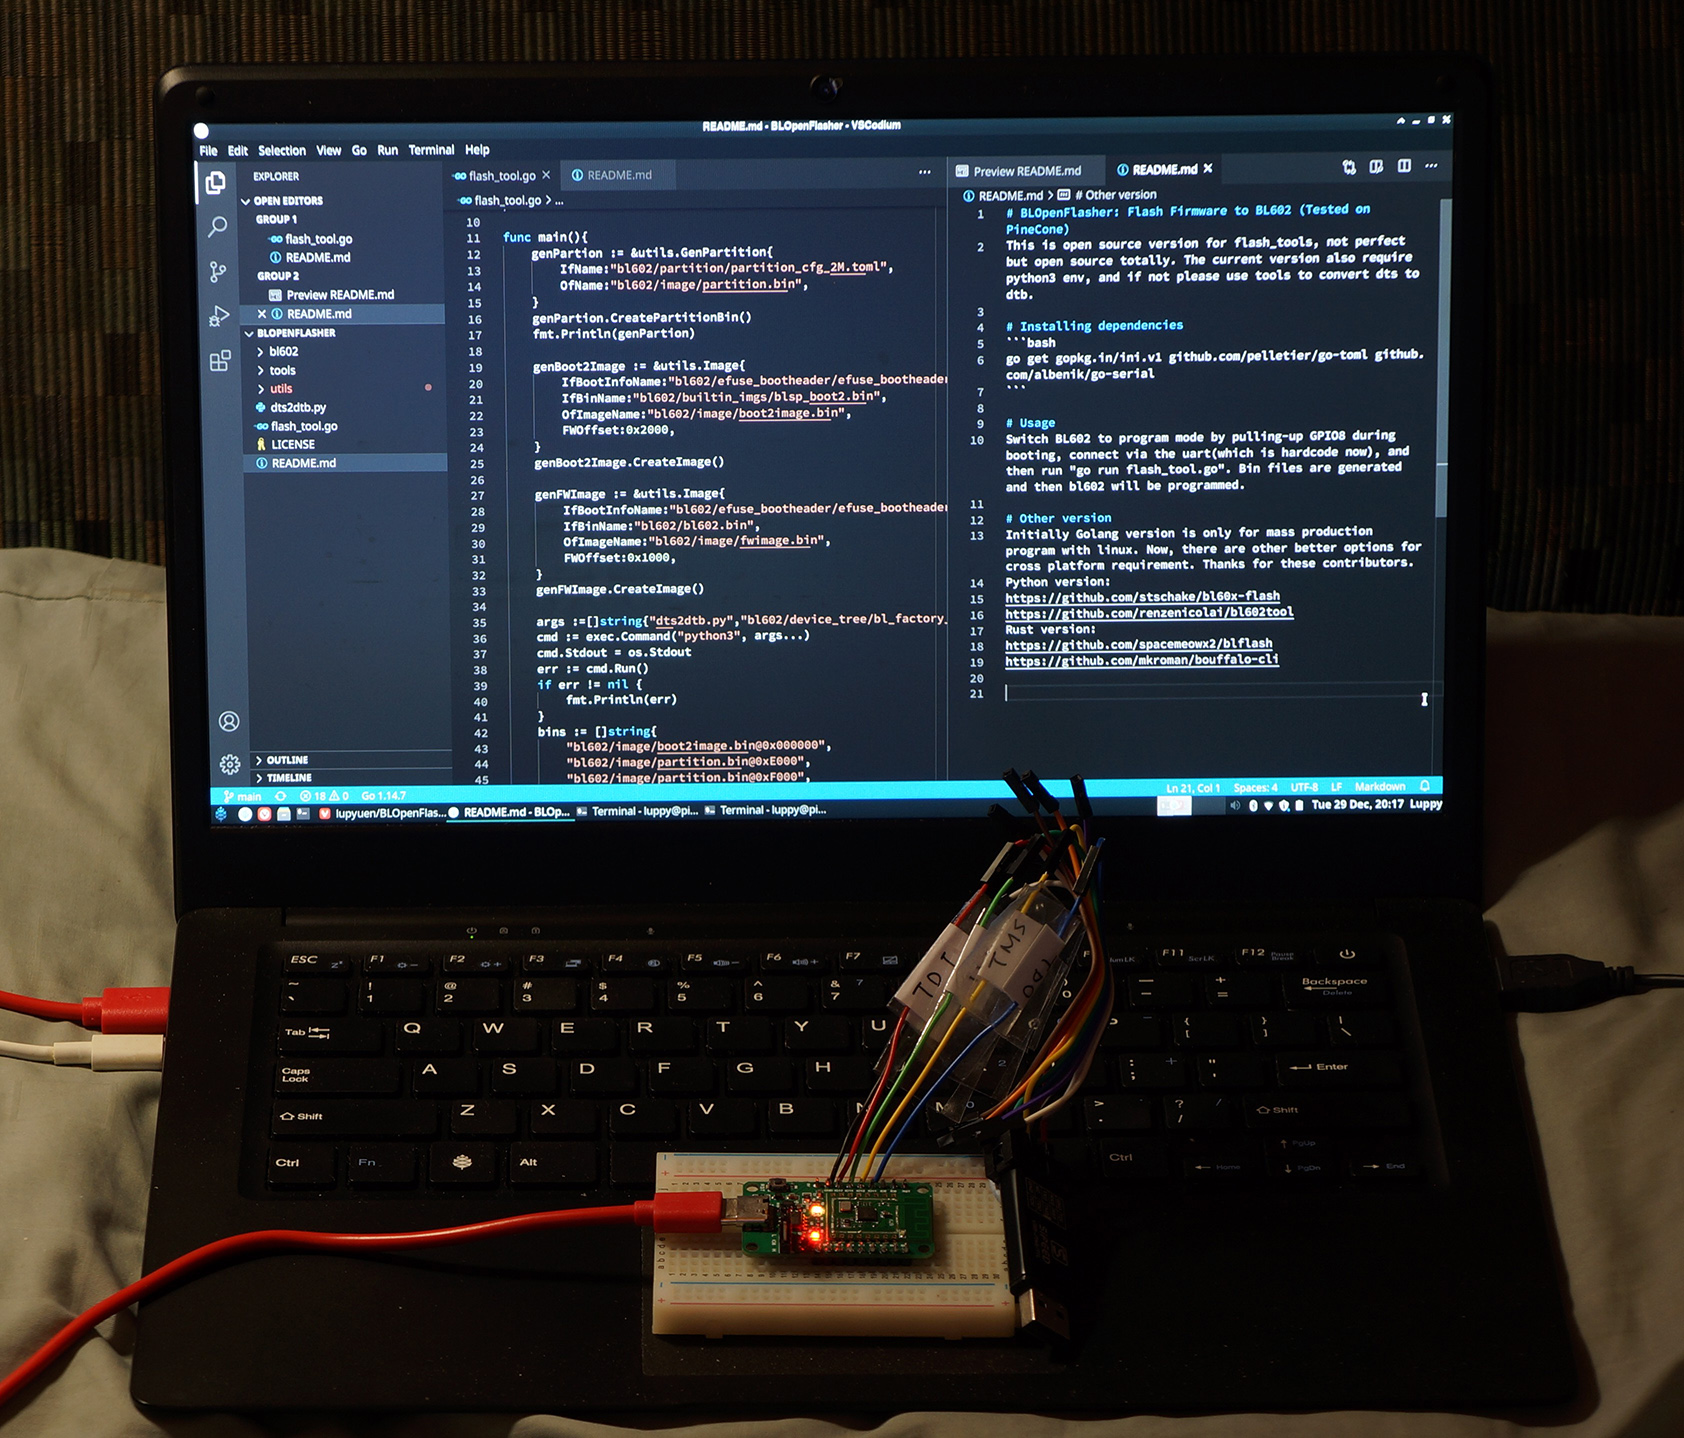 README.md - BLOpenFlasher - VSCodium
File Edit Selection View Go Run Terminal Help
EXPLORER
OPEN EDITORS
GROUP 1
flash_tool.go
README.md
GROUP 2
Preview README.md
README.md
BLOPENFLASHER
bl602
tools
utils
dts2dtb.py
flash_tool.go
LICENSE
README.md
OUTLINE
TIMELINE
flash_tool.go
README.md
flash_tool.go > ...
10
11 func main(){
12 genPartion := &utils.GenPartition{
13 IfName:"bl602/partition/partition_cfg_2M.toml",
14 OfName:"bl602/image/partition.bin",
15 }
16 genPartion.CreatePartitionBin()
17 fmt.Println(genPartion)
18
19 genBoot2Image := &utils.Image{
20 IfBootInfoName:"bl602/efuse_bootheader/efuse_bootheader
21 IfBinName:"bl602/builtin_imgs/blsp_boot2.bin",
22 OfImageName:"bl602/image/boot2image.bin",
23 FWOffset:0x2000,
24 }
25 genBoot2Image.CreateImage()
26
27 genFWImage := &utils.Image{
28 IfBootInfoName:"bl602/efuse_bootheader/efuse_bootheader
29 IfBinName:"bl602/bl602.bin",
30 OfImageName:"bl602/image/fwimage.bin",
31 FWOffset:0x1000,
32 }
33 genFWImage.CreateImage()
34
35 args :=[]string{"dts2dtb.py","bl602/device_tree/bl_factory_
36 cmd := exec.Command("python3", args...)
37 cmd.Stdout = os.Stdout
38 err := cmd.Run()
39 if err != nil {
40 fmt.Println(err)
41 }
42 bins := []string{
43 "bl602/image/boot2image.bin@0x000000",
44 "bl602/image/partition.bin@0xE000",
45 "bl602/image/partition.bin@0xF000",
Preview README.md
README.md
README.md > # Other version
1 # BLOpenFlasher: Flash Firmware to BL602 (Tested on
PineCone)
2 This is open source version for flash_tools, not perfect
but open source totally. The current version also require
python3 env, and if not please use tools to convert dts to
dtb.
3
4 # Installing dependencies
5 ```bash
6 go get gopkg.in/ini.v1 github.com/pelletier/go-toml github.
com/albenik/go-serial
7 ```
8
9 # Usage
10 Switch BL602 to program mode by pulling-up GPIO8 during
booting, connect via the uart(which is hardcode now), and
then run "go run flash_tool.go". Bin files are generated
and then bl602 will be programmed.
11
12 # Other version
13 Initially Golang version is only for mass production
program with linux. Now, there are other better options for
cross platform requirement. Thanks for these contributors.
14 Python version:
15 https://github.com/stschake/bl60x-flash
16 https://github.com/renzenicolai/bl602tool
17 Rust version:
18 https://github.com/spacemeowx2/blflash
19 https://github.com/mkroman/bouffalo-cli
20
21
main 18 0 Go 1.14.7 Ln 21, Col 1 Spaces: 4 UTF-8 LF Markdown
lupyuen/BLOpenFlas... README.md - BLOp... Terminal - luppy@pi... Terminal - luppy@pi... Tue 29 Dec, 20:17 Luppy
TDI TMS TDO
ESC F1 F2 F3 F4 F5 F6 F7 F11 ScrLK F12 Pause Break
~ ` ! 1 @ 2 # 3 $ 4 % 5 ^ 6 & 7 _ - + = Backspace Delete
Tab Q W E R T Y U P { [ } ] | \
Caps Lock A S D F G H : ; " ' Enter
Shift Z X C V B N M > . ? / Shift
Ctrl Fn Alt Ctrl Home PgUp PgDn End